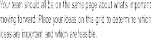 Your team should all be on the same page about what's important
moving forward. Place your ideas on this grid to determine which
ideas are important and which are feasible.